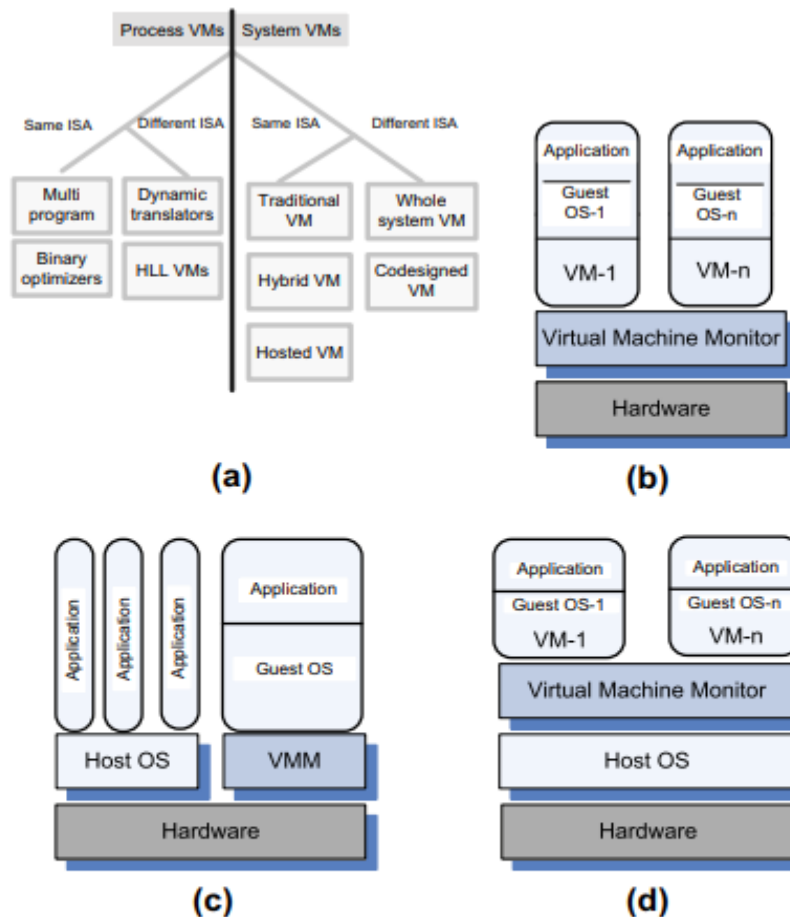 Process VMs System VMs
Same ISA Different ISA Same ISA Different ISA
Multi
program
Dynamic
translators
Traditional
VM
Whole
system VM
Binary
optimizers
HLL VMs
Hybrid VM
Codesigned
VM
Hosted VM
(a)
Application
Guest
OS-1
VM-1
Application
Guest
OS-n
VM-n
Virtual Machine Monitor
Hardware
(b)
Application
Application
Application
Application
Guest OS
Host OS
VMM
Hardware
(c)
Application
Guest OS-1
VM-1
Application
Guest OS-n
VM-n
Virtual Machine Monitor
Host OS
Hardware
(d)